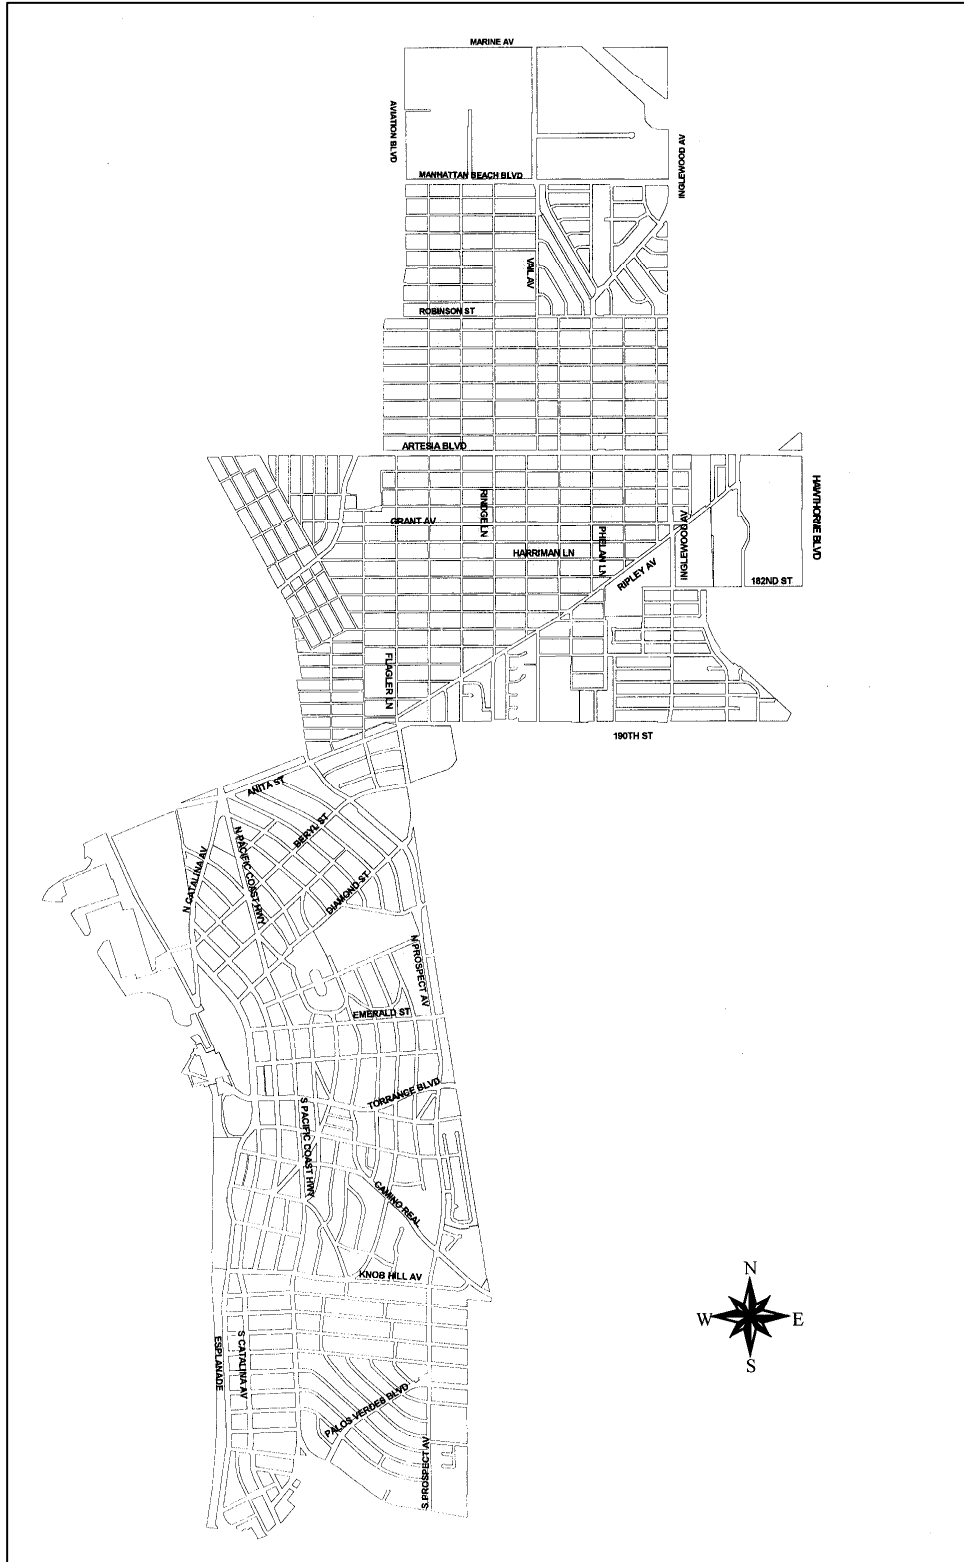 MARINE AV
AVIATION BLVD
INGLEWOOD AV
MANHATTAN BEACH BLVD
VAIL AV
ROBINSON ST
ARTESIA BLVD
HAWTHORNE BLVD
RINDGE LN
GRANT AV
INGLEWOOD AV
PHELAN LN
HARRIMAN LN
RIPLEY AV
182ND ST
FLAGLER LN
190TH ST
ANITA ST
BERYL ST
N PACIFIC COAST HWY
N CATALINA AV
DIAMOND ST
N PROSPECT AV
EMERALD ST
TORRANCE BLVD
S PACIFIC COAST HWY
CAMINO REAL
KNOB HILL AV
N
W
E
S
ESPLANADE
S CATALINA AV
PALOS VERDES BLVD
S PROSPECT AV